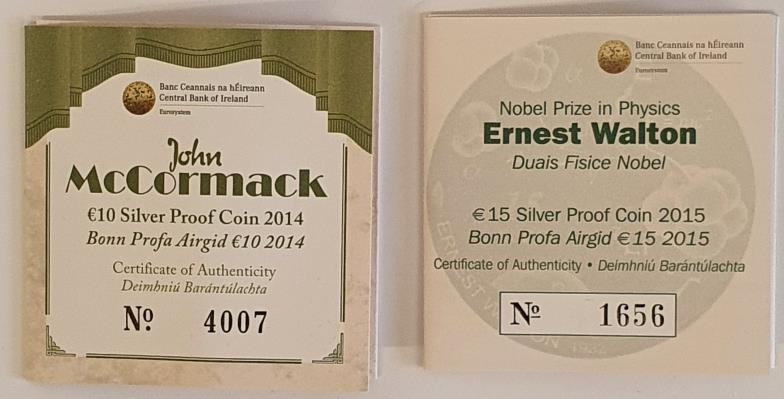 Banc Ceannais na hÉireann
Central Bank of Ireland
Eurosystem
John
McCormack
€10 Silver Proof Coin 2014
Bonn Profa Airgid €10 2014
Certificate of Authenticity
Deimhniú Barántúlachta
Nº 4007
Banc Ceannais na hÉireann
Central Bank of Ireland
Eurosystem
Nobel Prize in Physics
Ernest Walton
Duais Fisice Nobel
€15 Silver Proof Coin 2015
Bonn Profa Airgid €15 2015
Certificate of Authenticity • Deimhniú Barántúlachta
Nº 1656